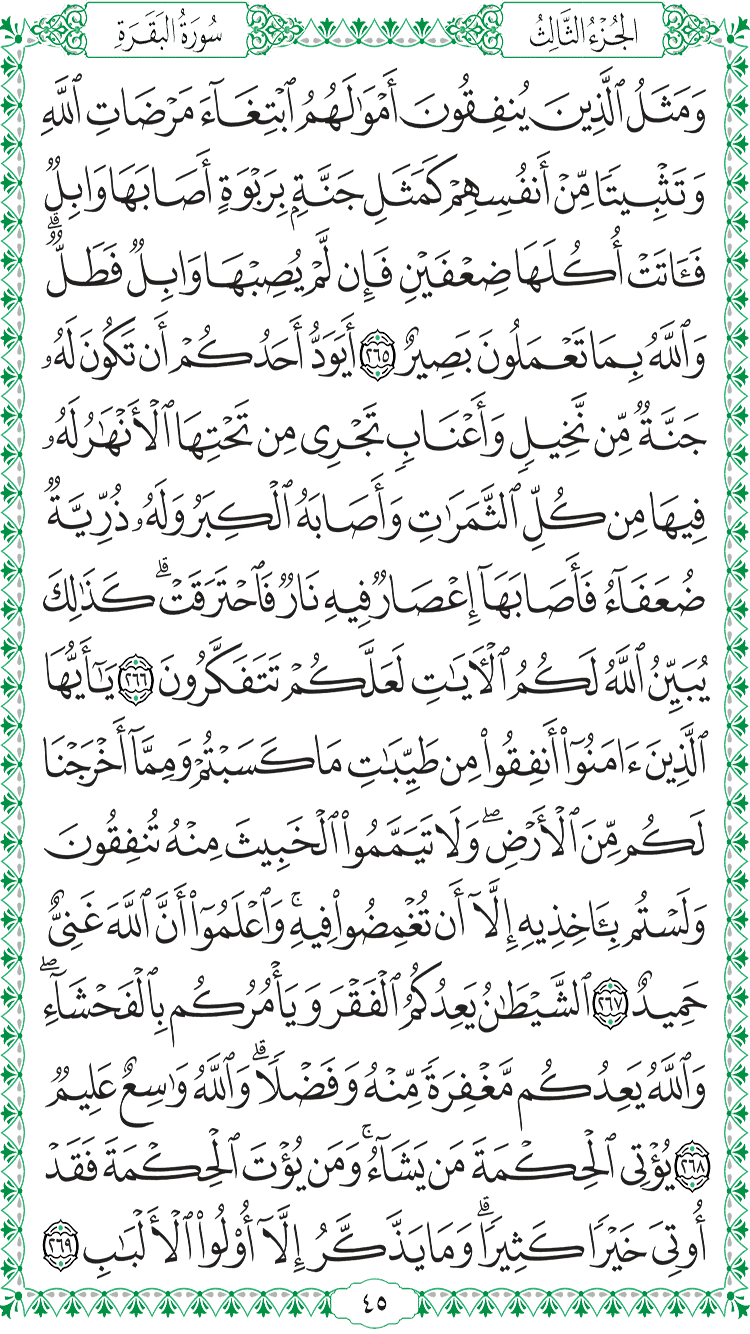 الجُزْءُ الثَّالِثُ
سُورَةُ البَقَرَةِ
وَمَثَلُ ٱلَّذِينَ يُنفِقُونَ أَمْوَٰلَهُمُ ٱبْتِغَآءَ مَرْضَاتِ ٱللَّهِ
وَتَثْبِيتًا مِّنْ أَنفُسِهِمْ كَمَثَلِ جَنَّةٍۭ بِرَبْوَةٍ أَصَابَهَا وَابِلٌ
فَـَٔاتَتْ أُكُلَهَا ضِعْفَيْنِ فَإِن لَّمْ يُصِبْهَا وَابِلٌ فَطَلٌّ ۗ
وَٱللَّهُ بِمَا تَعْمَلُونَ بَصِيرٌ ٢٦٥ أَيَوَدُّ أَحَدُكُمْ أَن تَكُونَ لَهُۥ
جَنَّةٌ مِّن نَّخِيلٍ وَأَعْنَابٍ تَجْرِى مِن تَحْتِهَا ٱلْأَنْهَٰرُ لَهُۥ
فِيهَا مِن كُلِّ ٱلثَّمَرَٰتِ وَأَصَابَهُ ٱلْكِبَرُ وَلَهُۥ ذُرِّيَّةٌ
ضُعَفَآءُ فَأَصَابَهَآ إِعْصَارٌ فِيهِ نَارٌ فَٱحْتَرَقَتْ ۗ كَذَٰلِكَ
يُبَيِّنُ ٱللَّهُ لَكُمُ ٱلْـَٔايَٰتِ لَعَلَّكُمْ تَتَفَكَّرُونَ ٢٦٦ يَٰٓأَيُّهَا
ٱلَّذِينَ ءَامَنُوٓا۟ أَنفِقُوا۟ مِن طَيِّبَٰتِ مَا كَسَبْتُمْ وَمِمَّآ أَخْرَجْنَا
لَكُم مِّنَ ٱلْأَرْضِ ۖ وَلَا تَيَمَّمُوا۟ ٱلْخَبِيثَ مِنْهُ تُنفِقُونَ
وَلَسْتُم بِـَٔاخِذِيهِ إِلَّآ أَن تُغْمِضُوا۟ فِيهِ ۚ وَٱعْلَمُوٓا۟ أَنَّ ٱللَّهَ غَنِىٌّ
حَمِيدٌ ٢٦٧ ٱلشَّيْطَٰنُ يَعِدُكُمُ ٱلْفَقْرَ وَيَأْمُرُكُم بِٱلْفَحْشَآءِ ۖ
وَٱللَّهُ يَعِدُكُم مَّغْفِرَةً مِّنْهُ وَفَضْلًا ۗ وَٱللَّهُ وَٰسِعٌ عَلِيمٌ
٢٦٨ يُؤْتِى ٱلْحِكْمَةَ مَن يَشَآءُ ۚ وَمَن يُؤْتَ ٱلْحِكْمَةَ فَقَدْ
أُوتِىَ خَيْرًا كَثِيرًا ۗ وَمَا يَذَّكَّرُ إِلَّآ أُو۟لُوا۟ ٱلْأَلْبَٰبِ ٢٦٩
٤٥